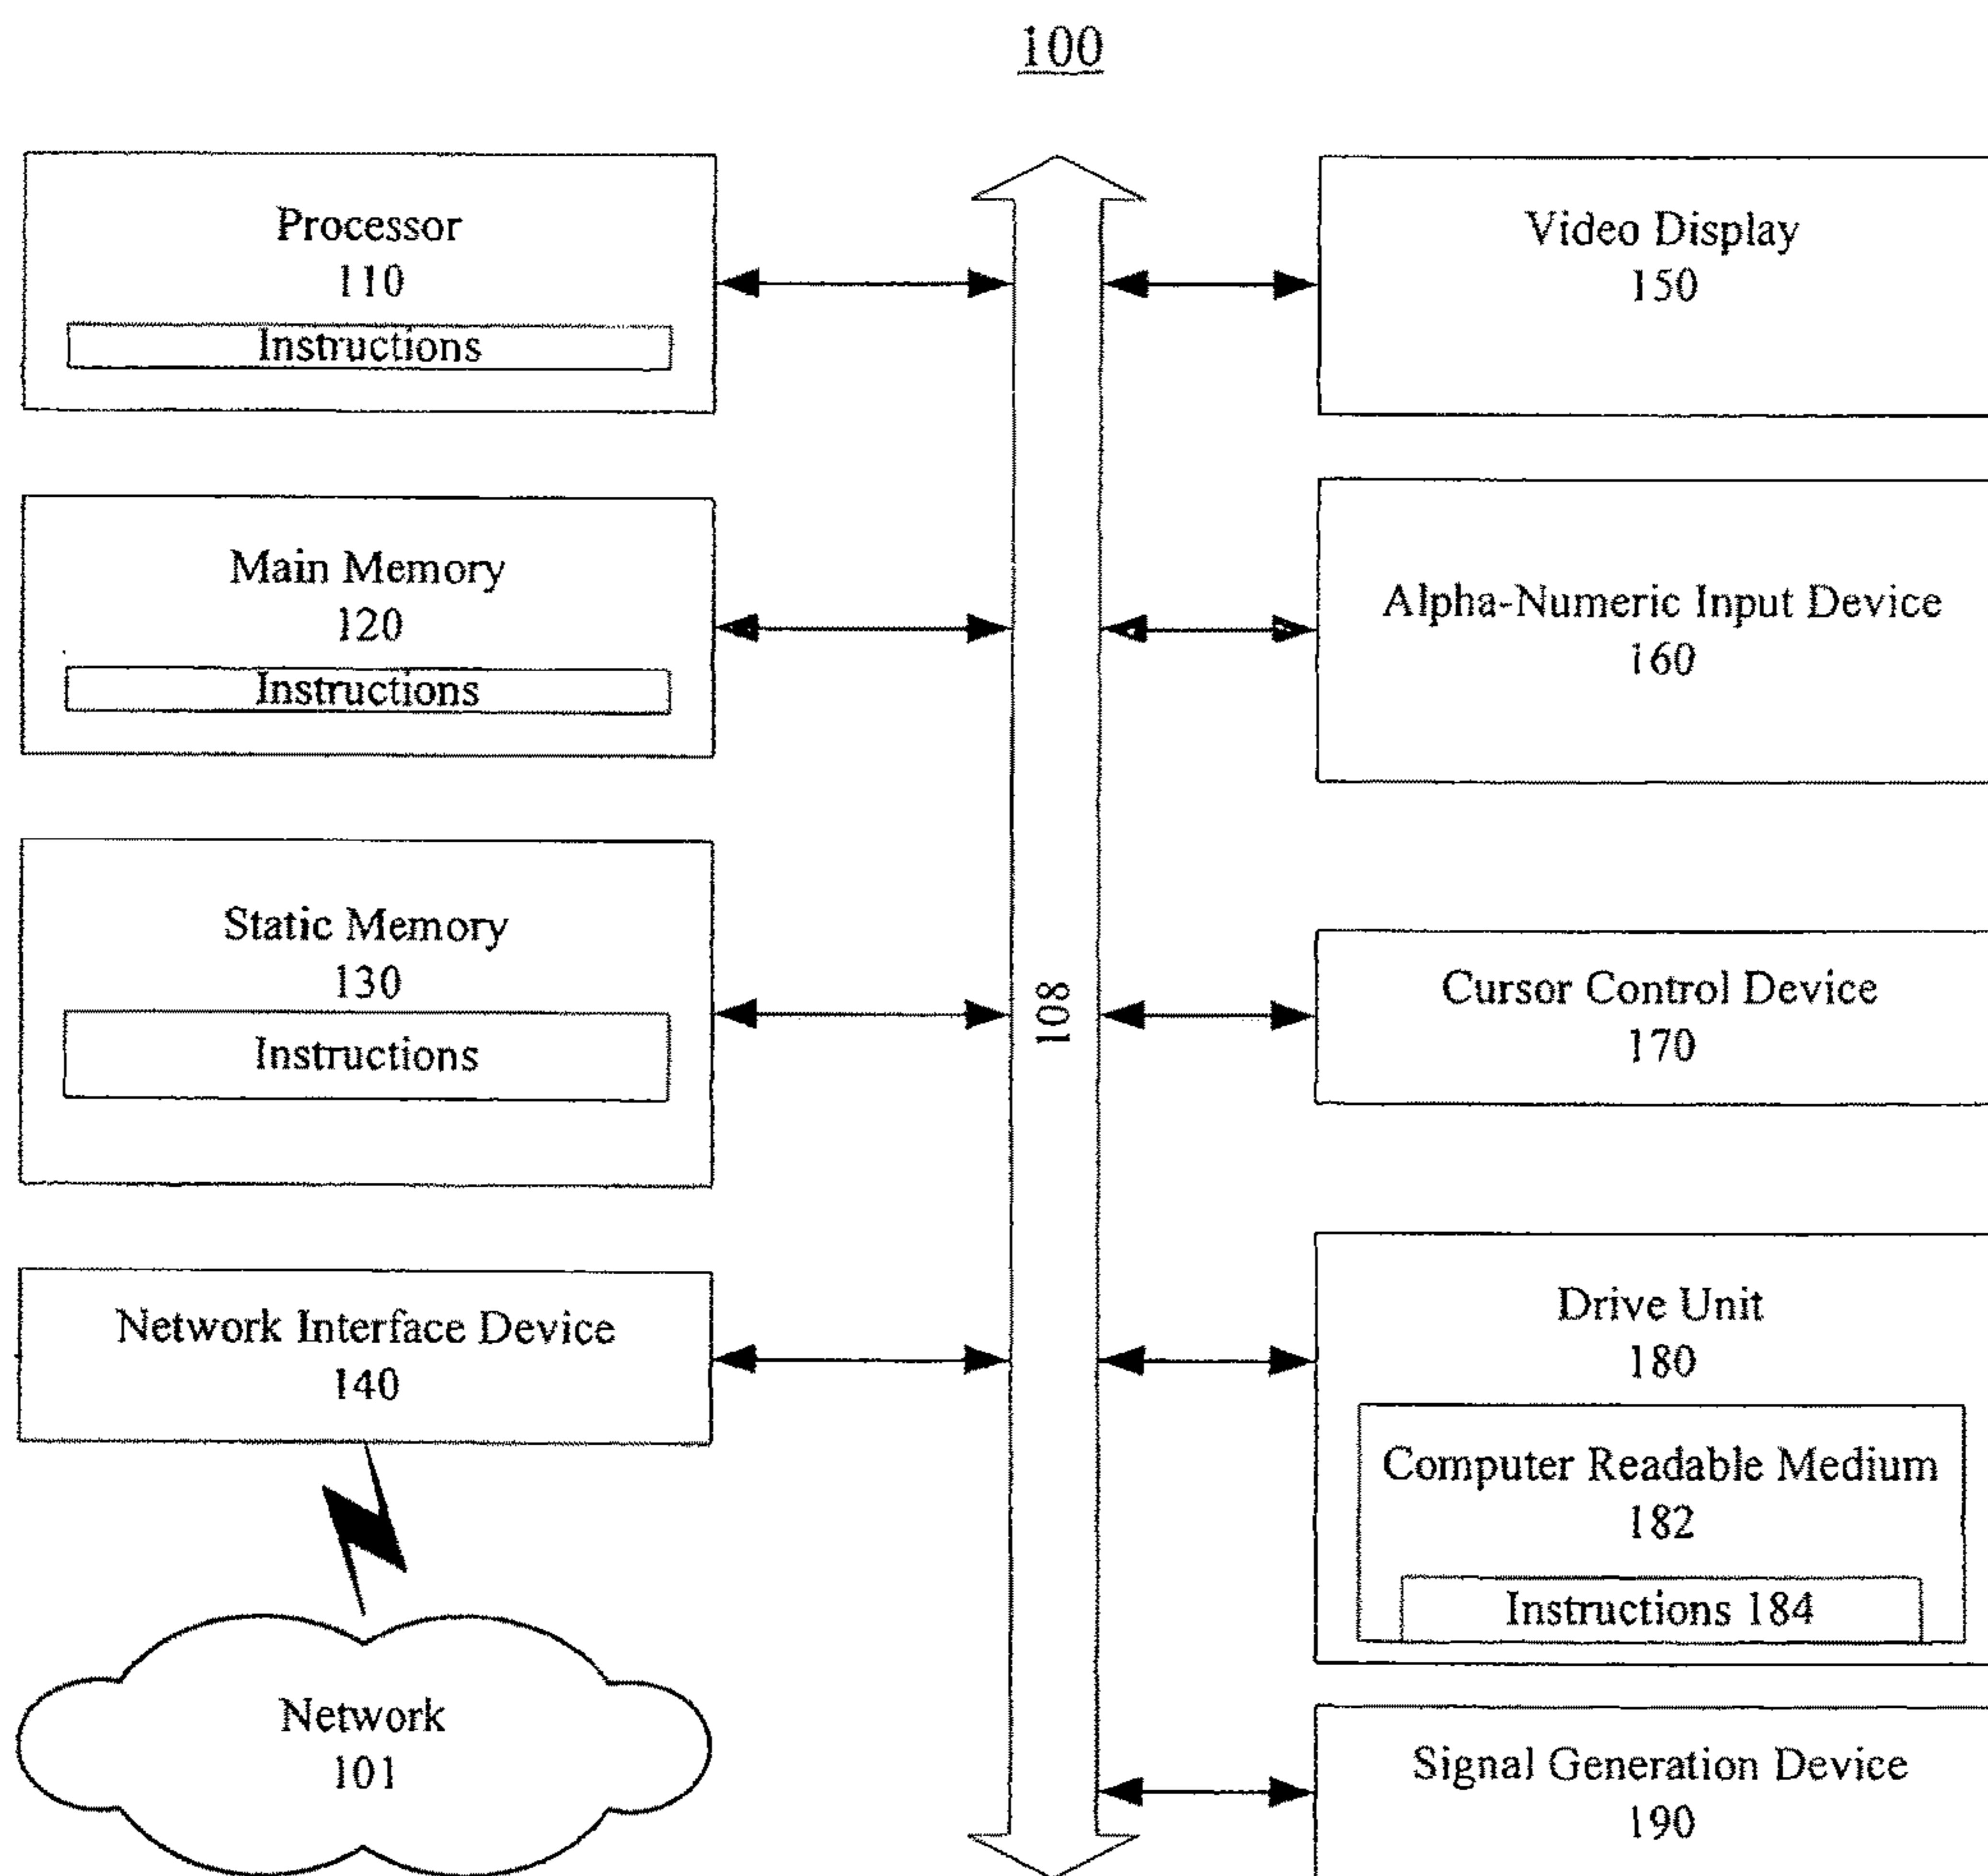 100
Processor
110
Instructions
Main Memory
120
Instructions
Static Memory
130
Instructions
Network Interface Device
140
Network
101
108
Video Display
150
Alpha-Numeric Input Device
160
Cursor Control Device
170
Drive Unit
180
Computer Readable Medium
182
Instructions 184
Signal Generation Device
190